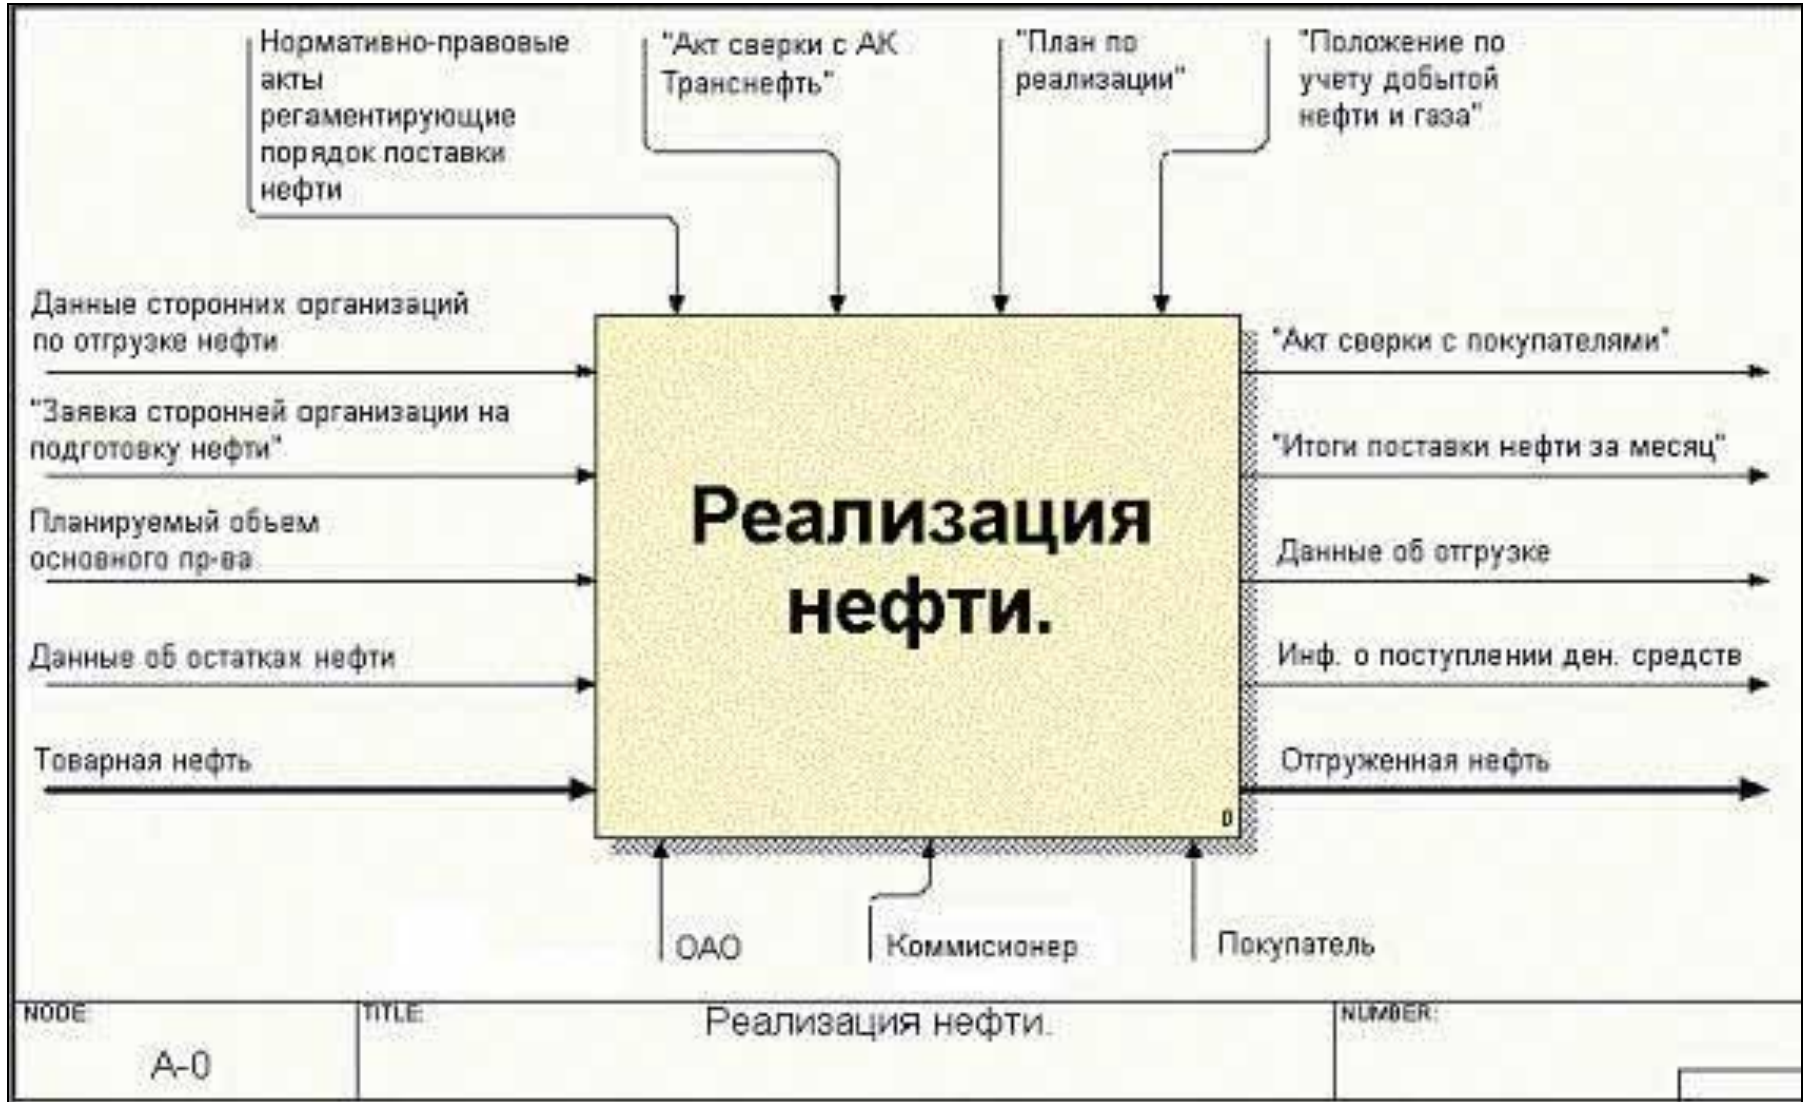 Нормативно-правовые
акты
регаментирующие
порядок поставки
нефти
"Акт сверки с АК
Транснефть"
"План по
реализации"
"Положение по
учету добытой
нефти и газа"
Данные сторонних организаций
по отгрузке нефти
"Заявка сторонней организации на
подготовку нефти"
Планируемый обьем
основного пр-ва
Данные об остатках нефти
Товарная нефть
Реализация
нефти.
0
"Акт сверки с покупателями"
"Итоги поставки нефти за месяц"
Данные об отгрузке
Инф. о поступлении ден. средств
Отгруженная нефть
ОАО
Коммисионер
Покупатель
NODE:
A-0
TITLE:
Реализация нефти.
NUMBER: